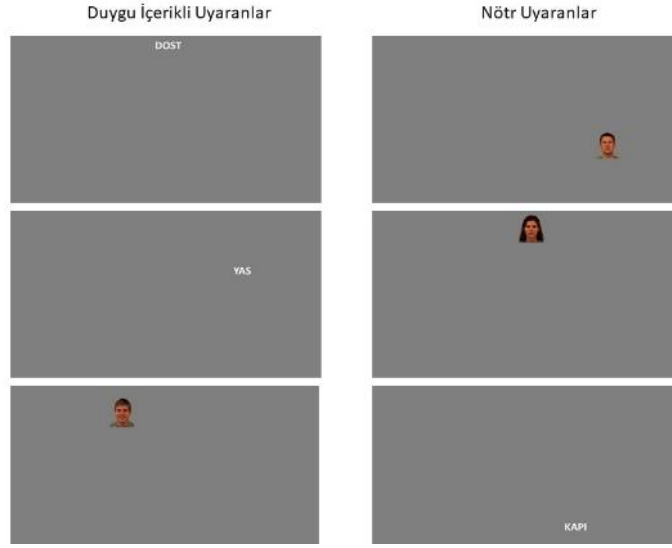 Duygu İçerikli Uyaranlar
Nötr Uyaranlar
DOST
YAS
KAPI